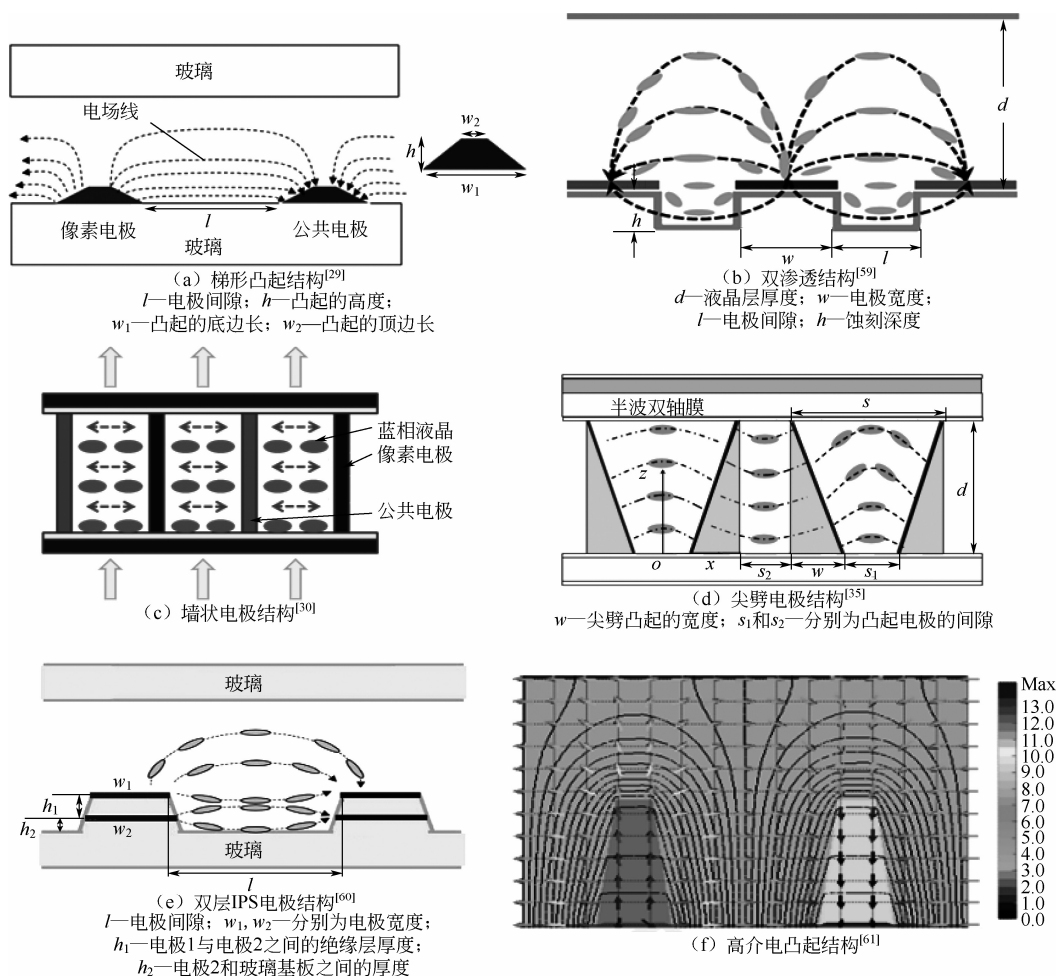 玻璃
电场线
w₂
h
w₁
l
像素电极
公共电极
玻璃
（a）梯形凸起结构[29]
l—电极间隙；h—凸起的高度；
w₁—凸起的底边长；w₂—凸起的顶边长
d
h
w
l
（b）双渗透结构[59]
d—液晶层厚度；w—电极宽度；
l—电极间隙；h—蚀刻深度
蓝相液晶
像素电极
公共电极
（c）墙状电极结构[30]
半波双轴膜
s
z
d
o
x
s₂
w
s₁
（d）尖劈电极结构[35]
w—尖劈凸起的宽度；s₁和s₂—分别为凸起电极的间隙
玻璃
w₁
h₁
h₂
w₂
玻璃
l
（e）双层IPS电极结构[60]
l—电极间隙；w₁, w₂—分别为电极宽度；
h₁—电极1与电极2之间的绝缘层厚度；
h₂—电极2和玻璃基板之间的厚度
Max
13.0
12.0
11.0
10.0
9.0
8.0
7.0
6.0
5.0
4.0
3.0
2.0
1.0
0.0
（f）高介电凸起结构[61]